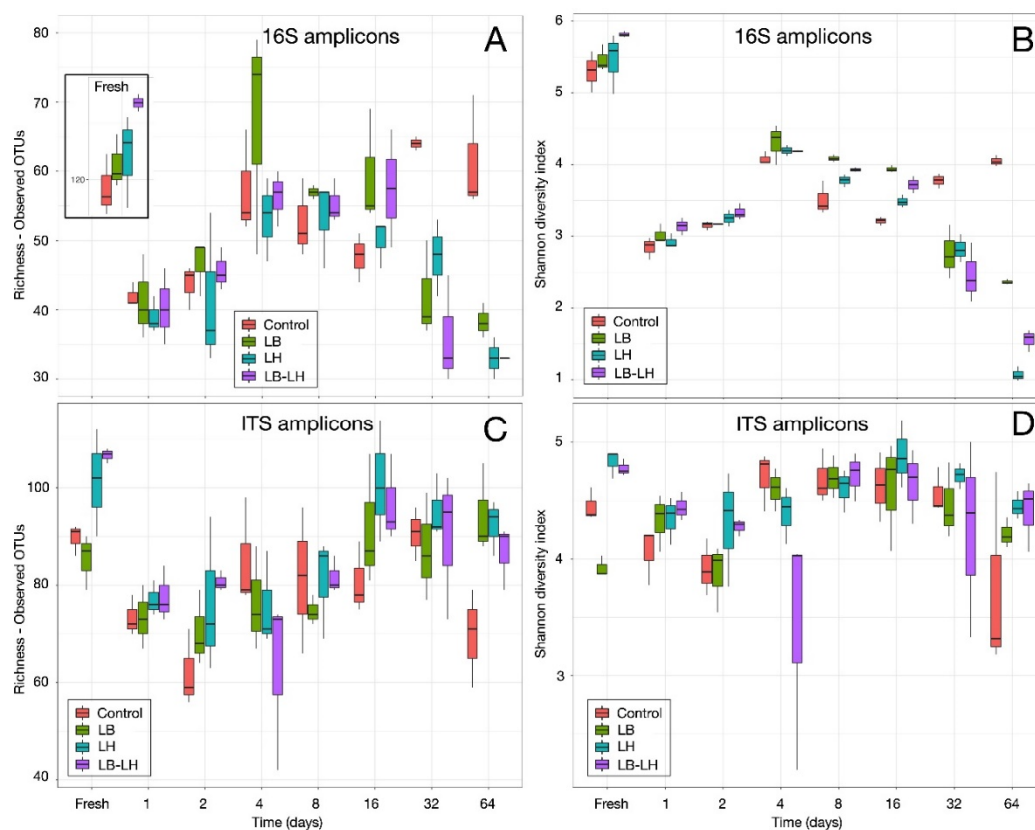 16S amplicons
A
80
70
60
50
40
30
Richness - Observed OTUs
Fresh
120
Control
LB
LH
LB-LH
16S amplicons
B
6
5
4
3
2
1
Shannon diversity index
Control
LB
LH
LB-LH
ITS amplicons
C
100
80
60
40
Richness - Observed OTUs
Control
LB
LH
LB-LH
Fresh 1 2 4 8 16 32 64
Time (days)
ITS amplicons
D
5
4
3
Shannon diversity index
Control
LB
LH
LB-LH
Fresh 1 2 4 8 16 32 64
Time (days)